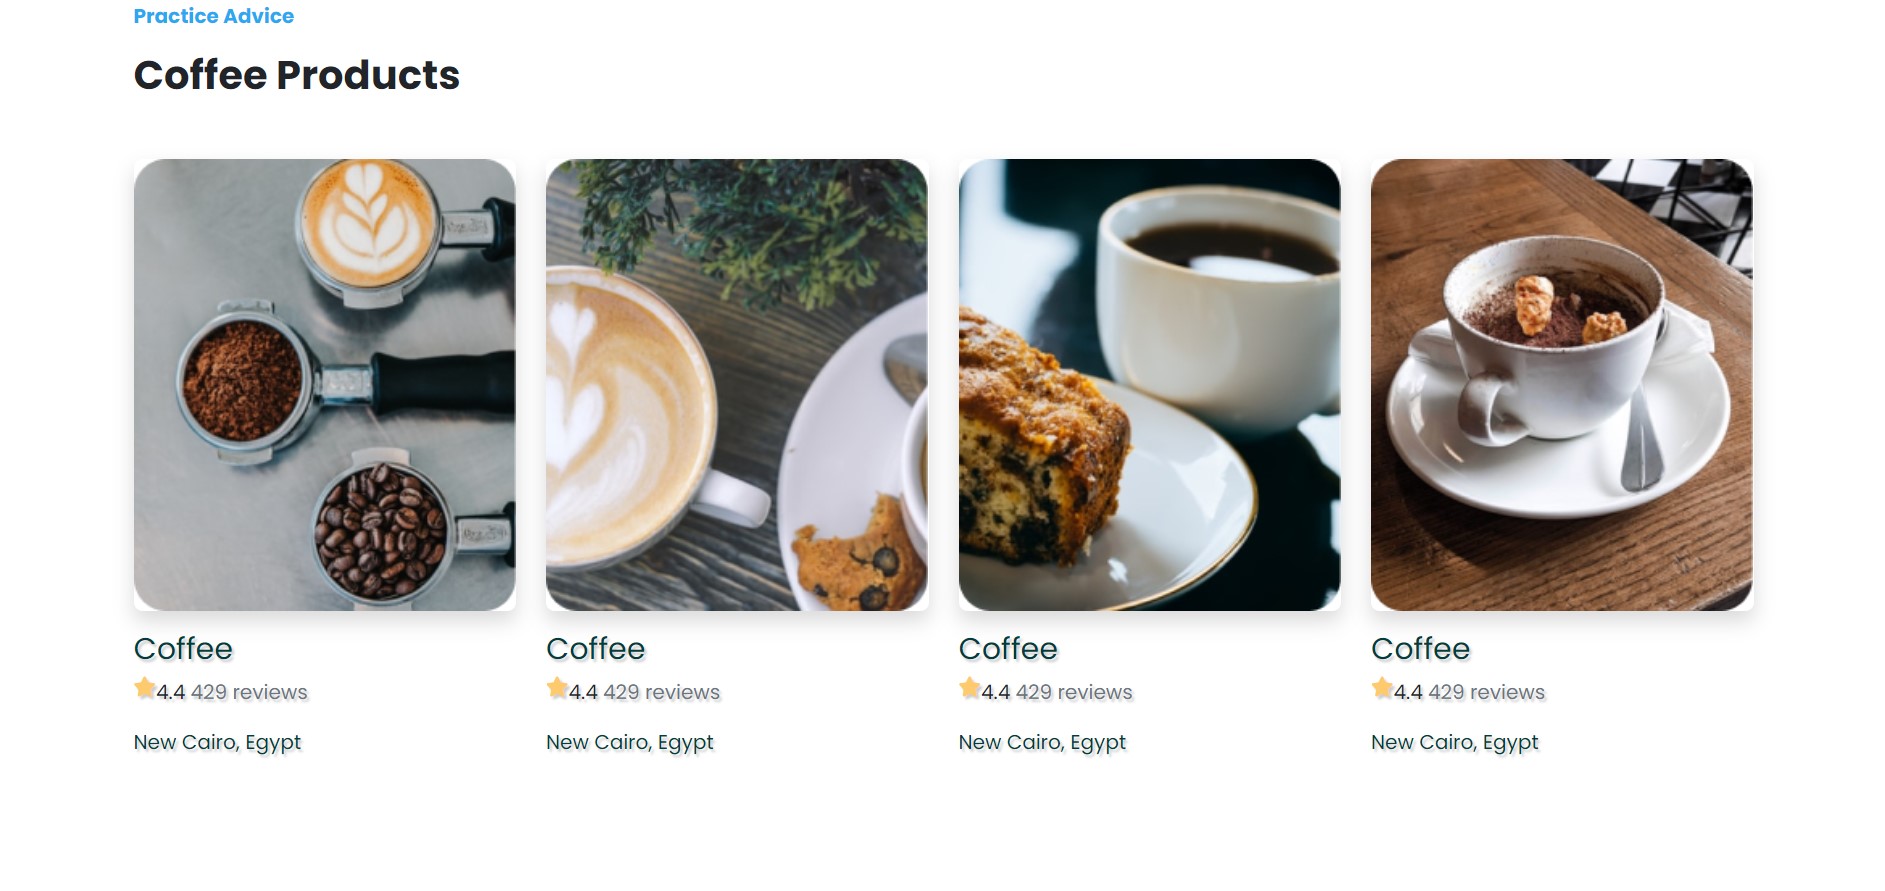 Practice Advice
Coffee Products
Coffee
4.4 429 reviews
New Cairo, Egypt
Coffee
4.4 429 reviews
New Cairo, Egypt
Coffee
4.4 429 reviews
New Cairo, Egypt
Coffee
4.4 429 reviews
New Cairo, Egypt